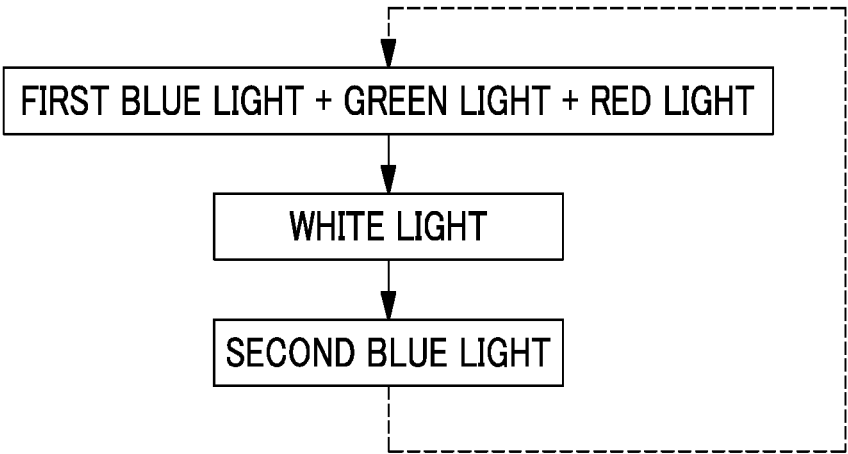 FIRST BLUE LIGHT + GREEN LIGHT + RED LIGHT
WHITE LIGHT
SECOND BLUE LIGHT